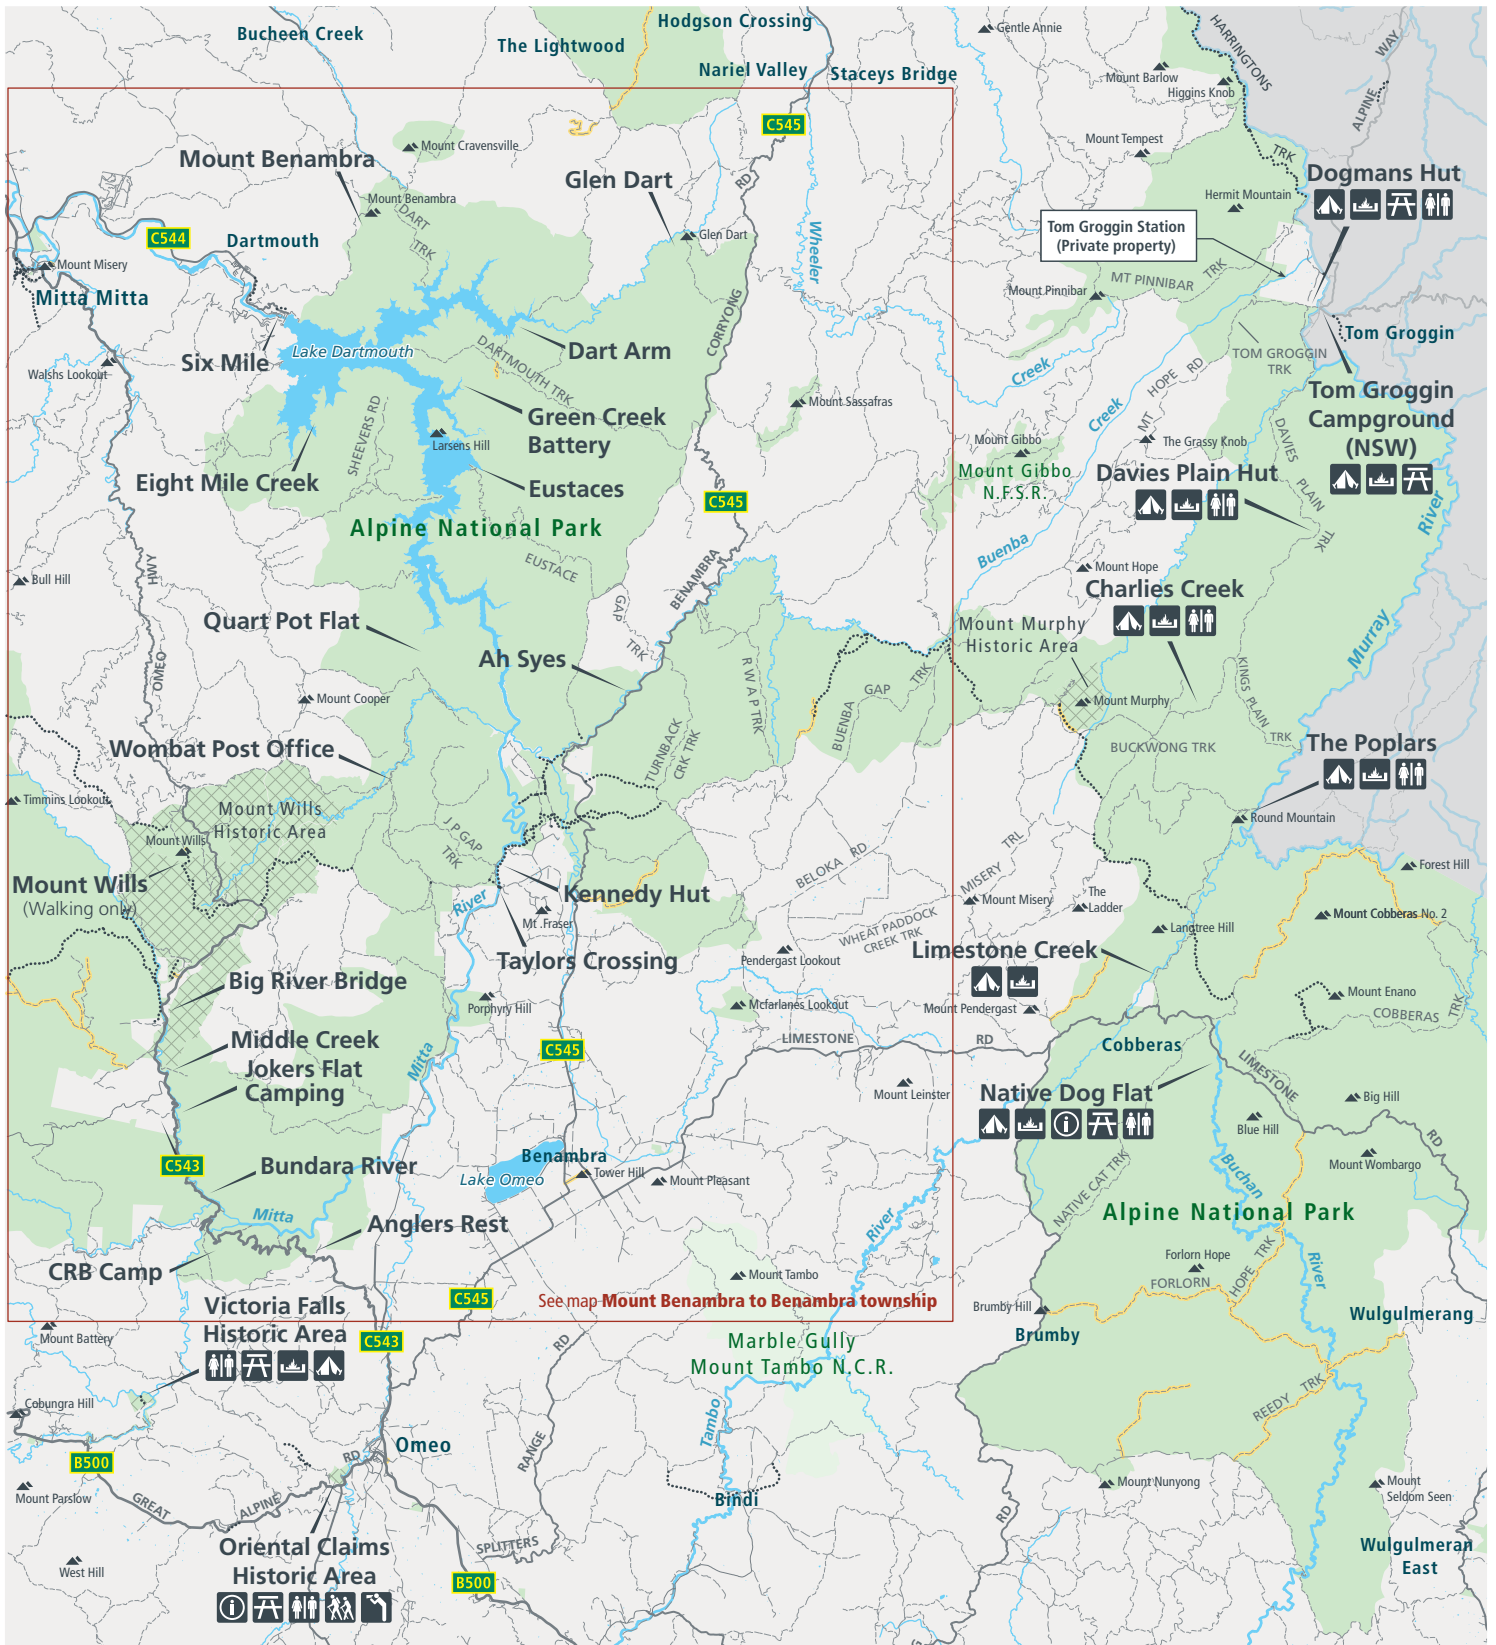 Bucheen Creek
The Lightwood
Hodgson Crossing
Nariel Valley
Staceys Bridge
Gentle Annie
HARRINGTONS
TRK
ALPINE
WAY
Mount Barlow
Higgins Knob
C545
Mount Cravensville
Mount Tempest
Mount Benambra
Mount Benambra
DART
TRK
Glen Dart
Glen Dart
RD
Wheeler
Dogmans Hut
Hermit Mountain
Tom Groggin Station
(Private property)
C544
Dartmouth
Mount Misery
Mitta Mitta
MT PINNIBAR
TRK
Mount Pinnibar
Lake Dartmouth
Six Mile
Walshs Lookout
Dart Arm
DARTMOUTH TRK
CORRYONG
Creek
Tom Groggin
TOM GROGGIN
TRK
Tom Groggin
Campground
(NSW)
MT
HOPE
RD
Creek
SHEEVERS RD
Green Creek
Battery
Larsens Hill
Mount Sassafras
The Grassy Knob
Mount Gibbo
Mount Gibbo
N.F.S.R.
DAVIES
PLAIN
TRK
Eight Mile Creek
Eustaces
Davies Plain Hut
C545
River
Alpine National Park
EUSTACE
GAP
TRK
BENAMBRA
Buenba
Bull Hill
HWY
Mount Hope
Charlies Creek
Quart Pot Flat
Ah Syes
Mount Murphy
Historic Area
Murray
OMEO
Mount Cooper
R W A P TRK
GAP
TRK
BUENBA
Mount Murphy
KINGS
PLAIN
TRK
Wombat Post Office
TURNBACK
CRK TRK
BUCKWONG TRK
The Poplars
Timmins Lookout
Mount Wills
Historic Area
Mount Wills
Round Mountain
J P GAP
TRK
BELOKA RD
MISERY
TRL
Forest Hill
Mount Wills
(Walking only)
River
Kennedy Hut
Mt .Fraser
Mount Misery
The
Ladder
Mount Cobberas No. 2
WHEAT PADDOCK
CREEK TRK
Langtree Hill
Taylors Crossing
Pendergast Lookout
Limestone Creek
Big River Bridge
Porphyry Hill
Mcfarlanes Lookout
Mount Pendergast
Mount Enano
COBBERAS
TRK
Middle Creek
Jokers Flat
Camping
Mitta
C545
LIMESTONE
RD
Cobberas
LIMESTONE
RD
Mount Leinster
Native Dog Flat
Big Hill
Blue Hill
C543
Bundara River
Benambra
Lake Omeo
Tower Hill
Mount Pleasant
NATIVE CAT TRK
Mount Wombargo
Mitta
Anglers Rest
River
Buchan
Alpine National Park
CRB Camp
Mount Tambo
Forlorn Hope
FORLORN
HOPE
TRK
River
Victoria Falls
Historic Area
C545
See map Mount Benambra to Benambra township
Brumby Hill
Brumby
Wulgulmerang
Mount Battery
C543
RD
Marble Gully
Mount Tambo N.C.R.
Cobungra Hill
REEDY
TRK
Tambo
Omeo
B500
RD
RANGE
Mount Parslow
GREAT
ALPINE
Bindi
Mount Nunyong
Mount
Seldom Seen
RD
Oriental Claims
Historic Area
SPLITTERS
Wulgulmeran
East
West Hill
B500